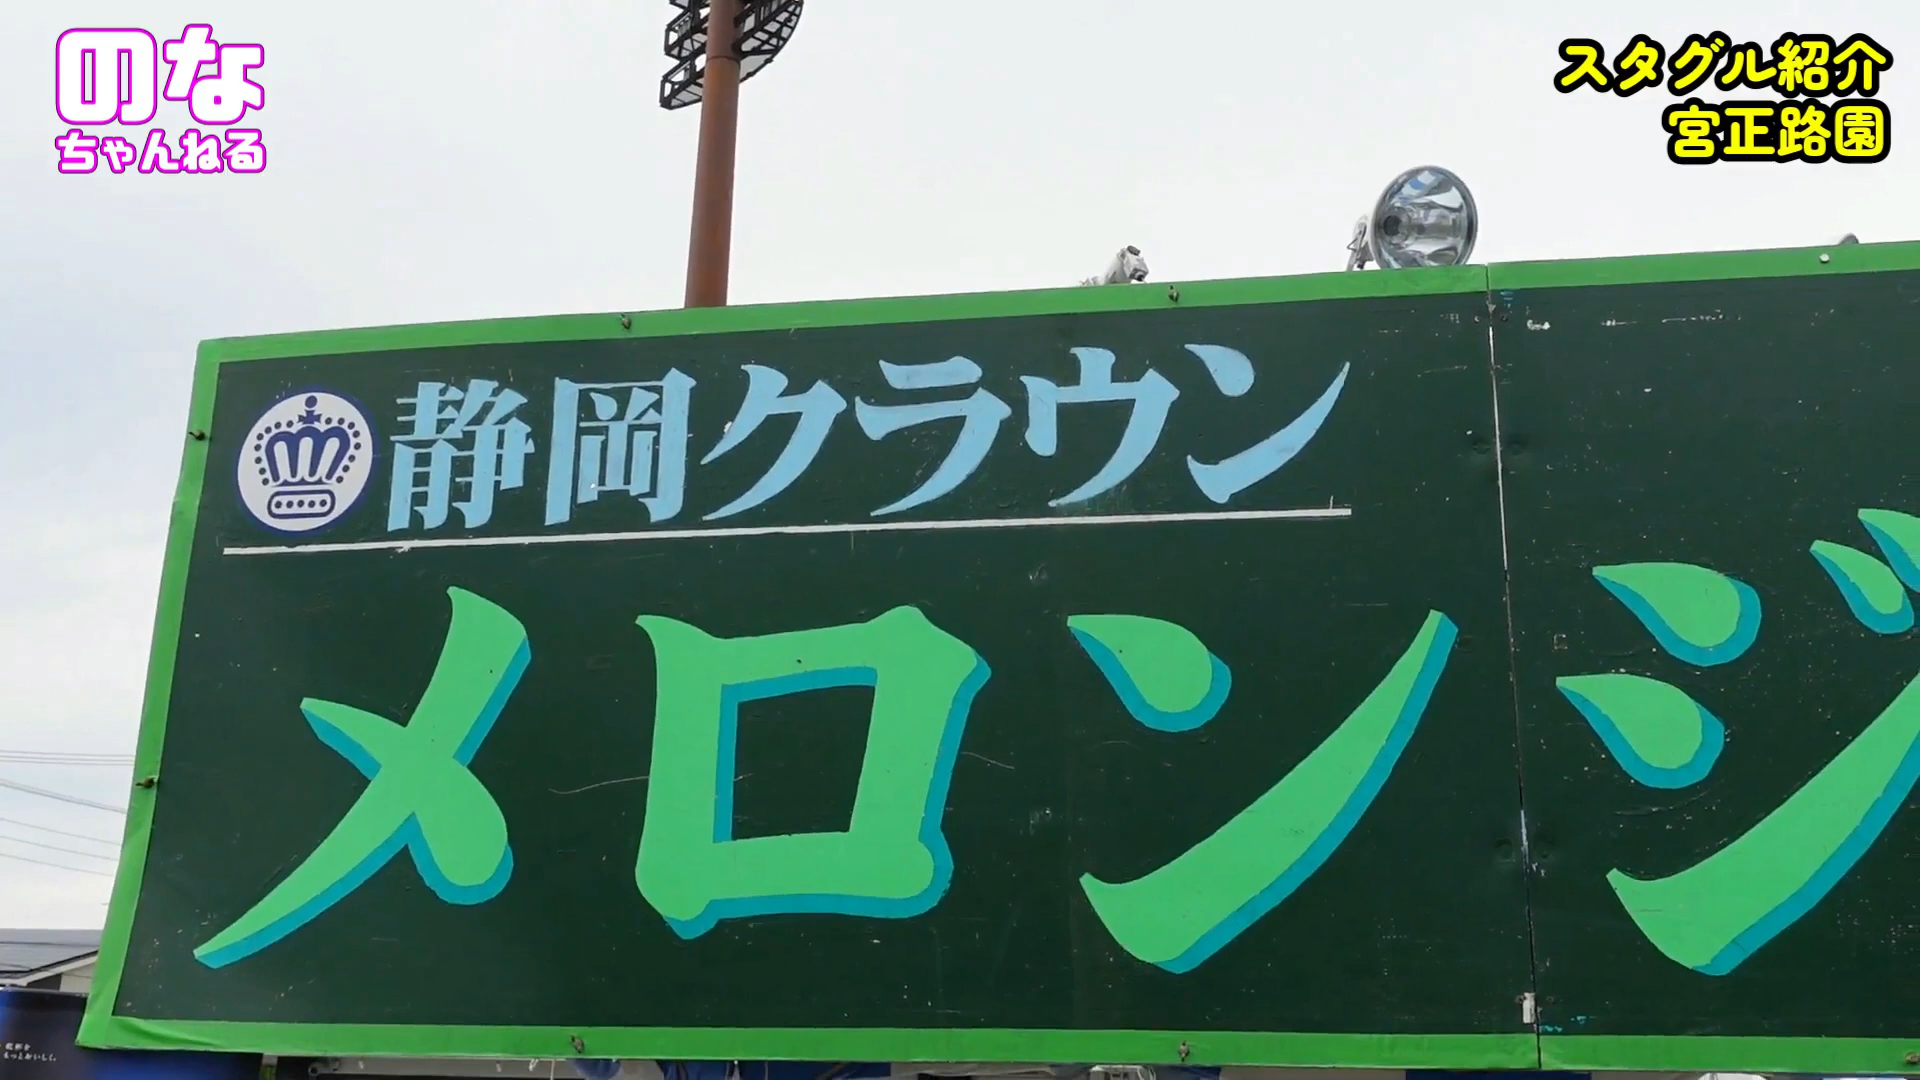 のな
ちゃんねる
スタグル紹介
宮正路園
静岡クラウン
メロンジ